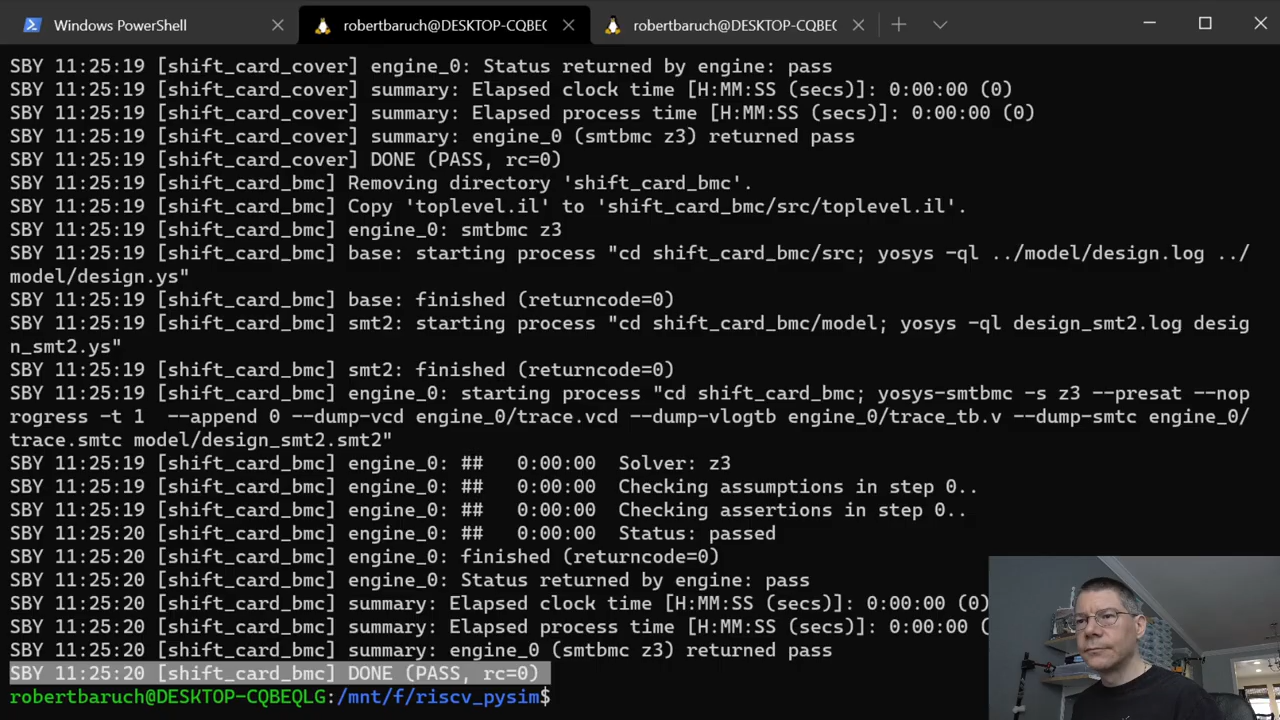 Windows PowerShell
robertbaruch@DESKTOP-CQBEQ
robertbaruch@DESKTOP-CQBEQL
SBY 11:25:19 [shift_card_cover] engine_0: Status returned by engine: pass
SBY 11:25:19 [shift_card_cover] summary: Elapsed clock time [H:MM:SS (secs)]: 0:00:00 (0)
SBY 11:25:19 [shift_card_cover] summary: Elapsed process time [H:MM:SS (secs)]: 0:00:00 (0)
SBY 11:25:19 [shift_card_cover] summary: engine_0 (smtbmc z3) returned pass
SBY 11:25:19 [shift_card_cover] DONE (PASS, rc=0)
SBY 11:25:19 [shift_card_bmc] Removing directory 'shift_card_bmc'.
SBY 11:25:19 [shift_card_bmc] Copy 'toplevel.il' to 'shift_card_bmc/src/toplevel.il'.
SBY 11:25:19 [shift_card_bmc] engine_0: smtbmc z3
SBY 11:25:19 [shift_card_bmc] base: starting process "cd shift_card_bmc/src; yosys -ql ../model/design.log ../
model/design.ys"
SBY 11:25:19 [shift_card_bmc] base: finished (returncode=0)
SBY 11:25:19 [shift_card_bmc] smt2: starting process "cd shift_card_bmc/model; yosys -ql design_smt2.log desig
n_smt2.ys"
SBY 11:25:19 [shift_card_bmc] smt2: finished (returncode=0)
SBY 11:25:19 [shift_card_bmc] engine_0: starting process "cd shift_card_bmc; yosys-smtbmc -s z3 --presat --nop
rogress -t 1  --append 0 --dump-vcd engine_0/trace.vcd --dump-vlogtb engine_0/trace_tb.v --dump-smtc engine_0/
trace.smtc model/design_smt2.smt2"
SBY 11:25:19 [shift_card_bmc] engine_0: ##   0:00:00  Solver: z3
SBY 11:25:19 [shift_card_bmc] engine_0: ##   0:00:00  Checking assumptions in step 0..
SBY 11:25:19 [shift_card_bmc] engine_0: ##   0:00:00  Checking assertions in step 0..
SBY 11:25:20 [shift_card_bmc] engine_0: ##   0:00:00  Status: passed
SBY 11:25:20 [shift_card_bmc] engine_0: finished (returncode=0)
SBY 11:25:20 [shift_card_bmc] engine_0: Status returned by engine: pass
SBY 11:25:20 [shift_card_bmc] summary: Elapsed clock time [H:MM:SS (secs)]: 0:00:00 (0)
SBY 11:25:20 [shift_card_bmc] summary: Elapsed process time [H:MM:SS (secs)]: 0:00:00 (
SBY 11:25:20 [shift_card_bmc] summary: engine_0 (smtbmc z3) returned pass
SBY 11:25:20 [shift_card_bmc] DONE (PASS, rc=0)
robertbaruch@DESKTOP-CQBEQLG:/mnt/f/riscv_pysim$